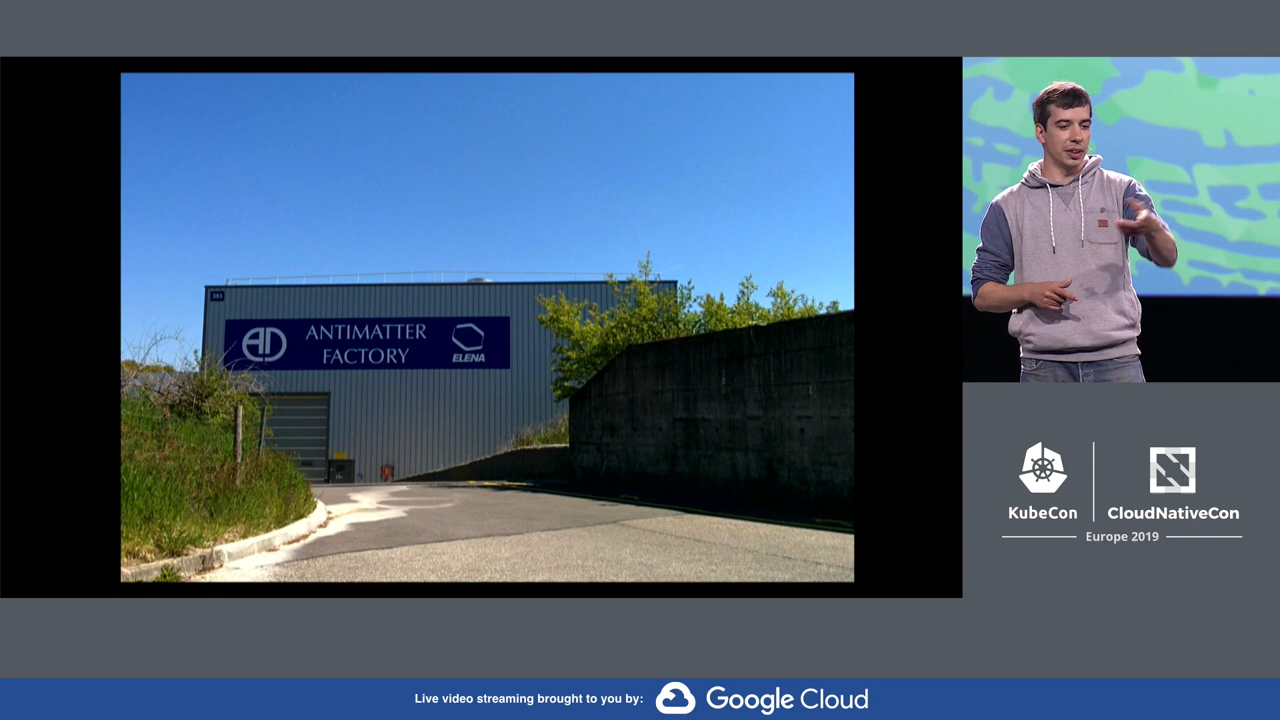 AD
ANTIMATTER
FACTORY
ELENA
KubeCon
CloudNativeCon
Europe 2019
Live video streaming brought to you by:
Google Cloud